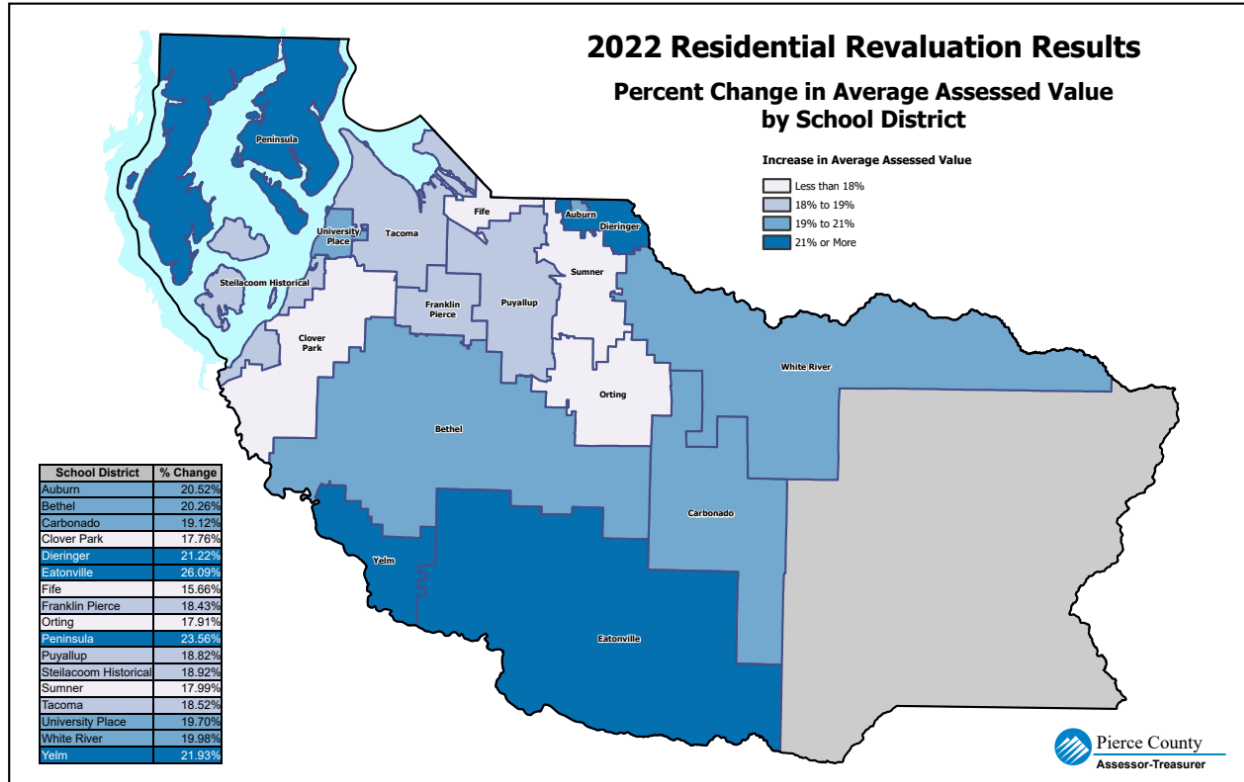 2022 Residential Revaluation Results
Percent Change in Average Assessed Value
by School District
Increase in Average Assessed Value
Less than 18%
18% to 19%
19% to 21%
21% or More
Peninsula
Fife
Auburn
Dieringer
University
Place
Tacoma
Sumner
Steilacoom Historical
Franklin
Pierce
Puyallup
Clover
Park
White River
Orting
Bethel
Carbonado
Yelm
Eatonville
School District % Change
Auburn 20.52%
Bethel 20.26%
Carbonado 19.12%
Clover Park 17.76%
Dieringer 21.22%
Eatonville 26.09%
Fife 15.66%
Franklin Pierce 18.43%
Orting 17.91%
Peninsula 23.56%
Puyallup 18.82%
Steilacoom Historical 18.92%
Sumner 17.99%
Tacoma 18.52%
University Place 19.70%
White River 19.98%
Yelm 21.93%
Pierce County
Assessor-Treasurer